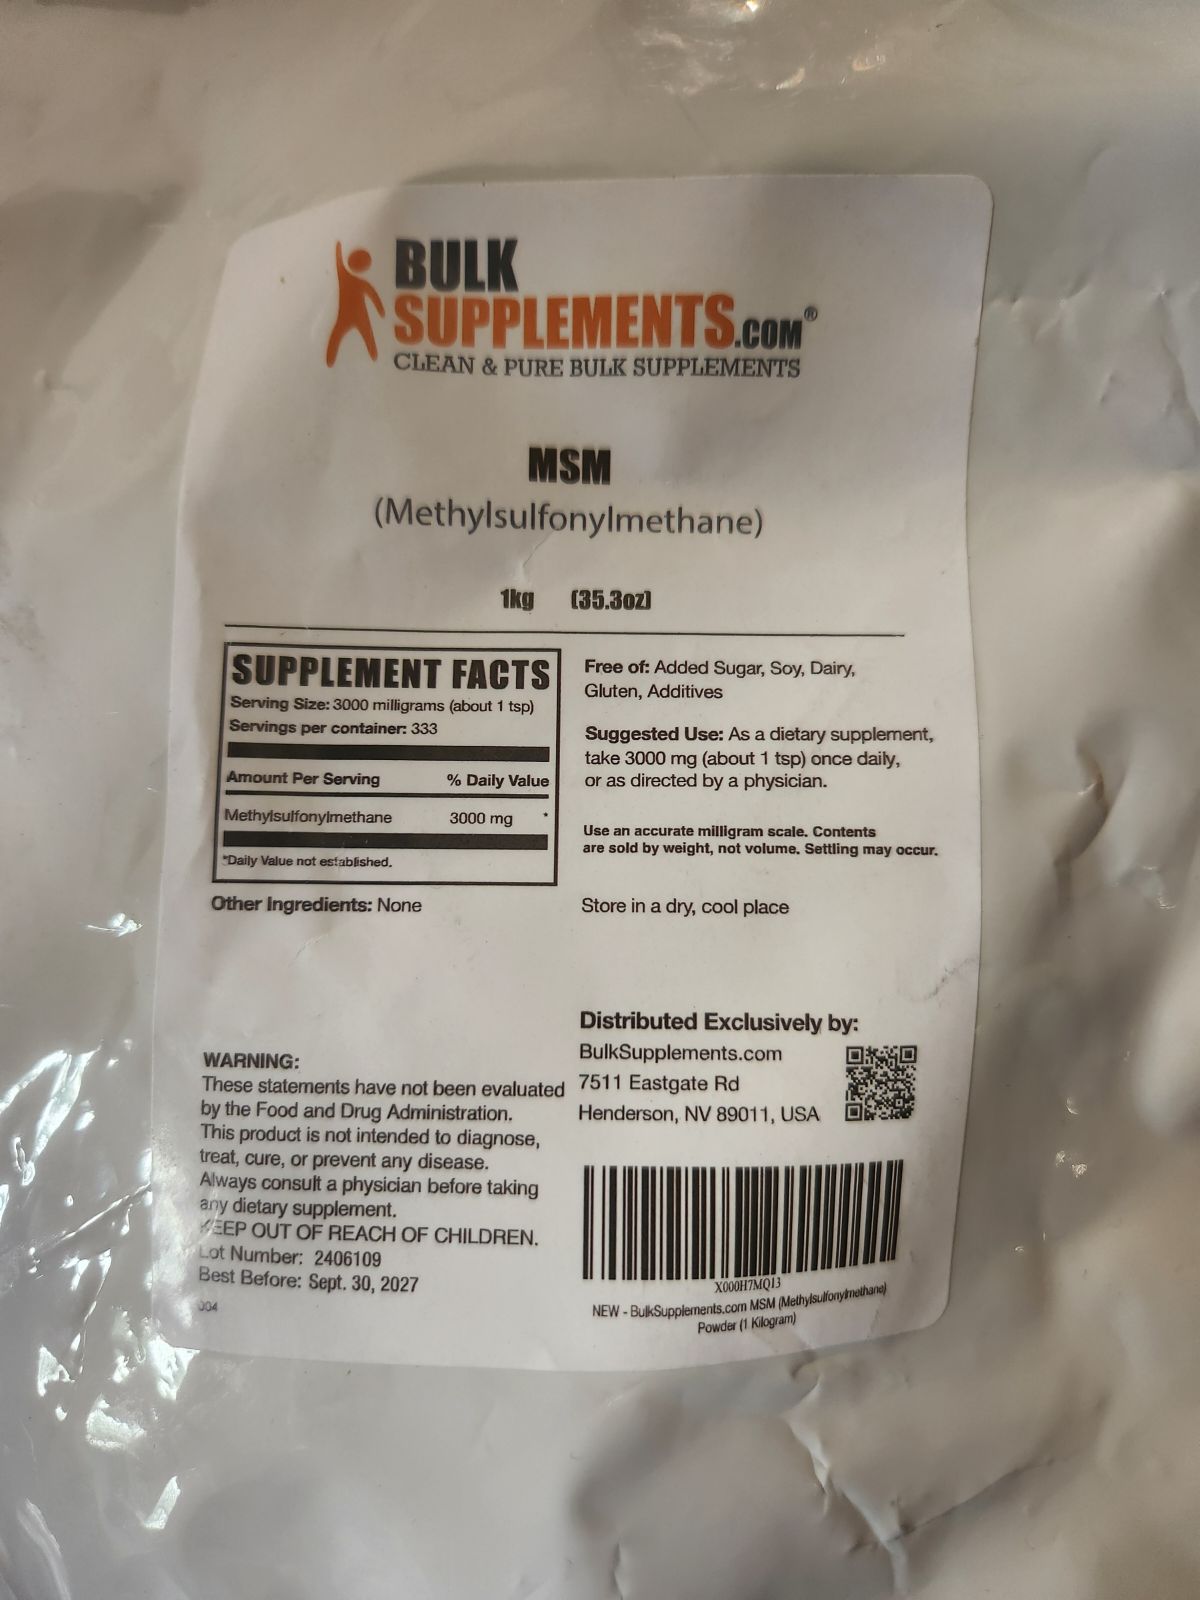 BULK
SUPPLEMENTS.COM®
CLEAN & PURE BULK SUPPLEMENTS
MSM
(Methylsulfonylmethane)
1kg (35.3oz)
SUPPLEMENT FACTS
Serving Size: 3000 milligrams (about 1 tsp)
Servings per container: 333
Amount Per Serving % Daily Value
Methylsulfonylmethane 3000 mg *
*Daily Value not established.
Other Ingredients: None
Free of: Added Sugar, Soy, Dairy,
Gluten, Additives
Suggested Use: As a dietary supplement,
take 3000 mg (about 1 tsp) once daily,
or as directed by a physician.
Use an accurate milligram scale. Contents
are sold by weight, not volume. Settling may occur.
Store in a dry, cool place
WARNING:
These statements have not been evaluated
by the Food and Drug Administration.
This product is not intended to diagnose,
treat, cure, or prevent any disease.
Always consult a physician before taking
any dietary supplement.
KEEP OUT OF REACH OF CHILDREN.
Lot Number: 2406109
Best Before: Sept. 30, 2027
004
Distributed Exclusively by:
BulkSupplements.com
7511 Eastgate Rd
Henderson, NV 89011, USA
X000H7MQ13
NEW - BulkSupplements.com MSM (Methylsulfonylmethane)
Powder (1 Kilogram)